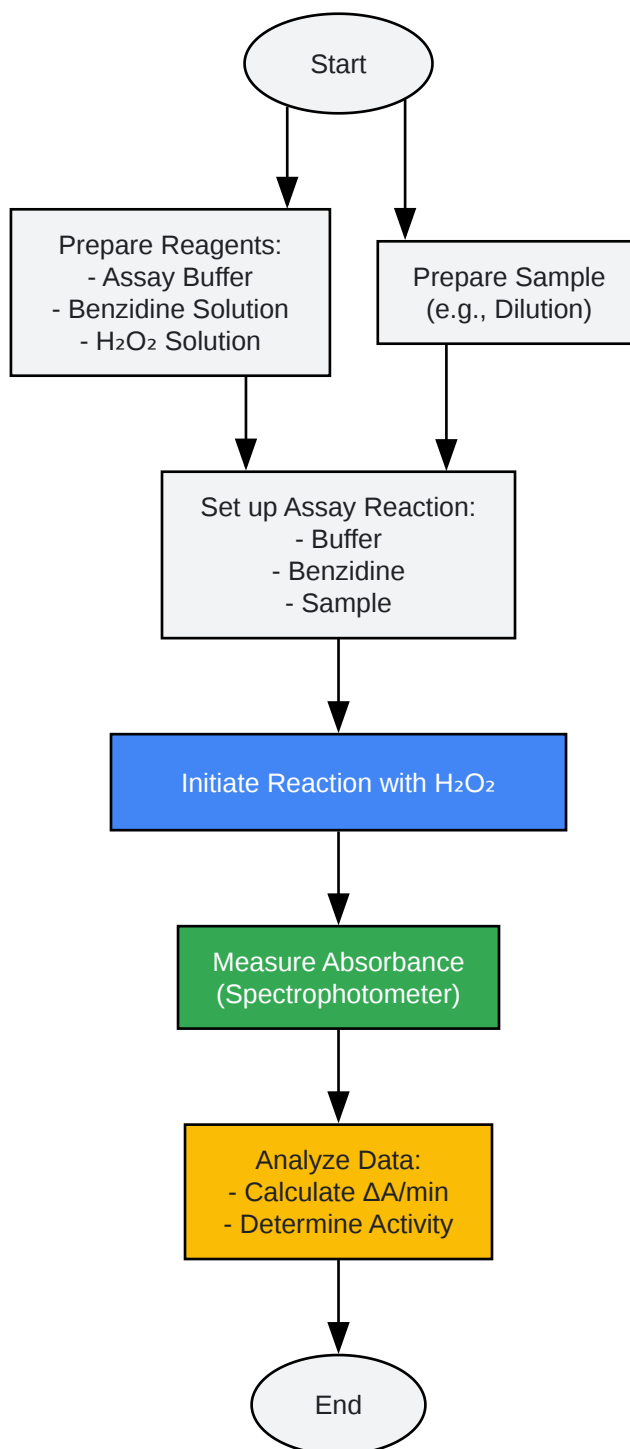 Start
Prepare Reagents:
- Assay Buffer
- Benzidine Solution
- H₂O₂ Solution
Prepare Sample
(e.g., Dilution)
Set up Assay Reaction:
- Buffer
- Benzidine
- Sample
Initiate Reaction with H₂O₂
Measure Absorbance
(Spectrophotometer)
Analyze Data:
- Calculate ΔA/min
- Determine Activity
End